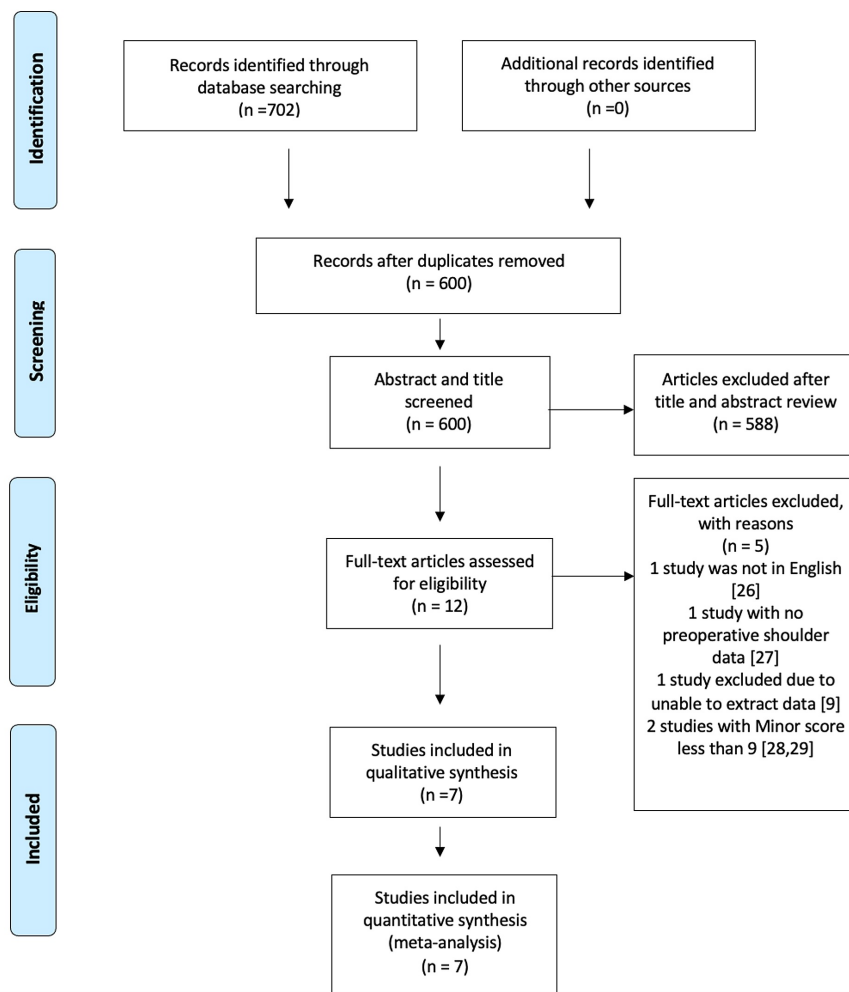 Identification
Records identified through
database searching
(n =702)
Additional records identified
through other sources
(n =0)
Screening
Records after duplicates removed
(n = 600)
Abstract and title
screened
(n = 600)
Articles excluded after
title and abstract review
(n = 588)
Eligibility
Full-text articles assessed
for eligibility
(n = 12)
Full-text articles excluded,
with reasons
(n = 5)
1 study was not in English
[26]
1 study with no
preoperative shoulder
data [27]
1 study excluded due to
unable to extract data [9]
2 studies with Minor score
less than 9 [28,29]
Included
Studies included in
qualitative synthesis
(n =7)
Studies included in
quantitative synthesis
(meta-analysis)
(n = 7)